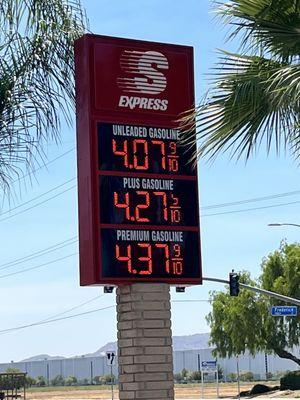 S
EXPRESS
UNLEADED GASOLINE
4.07 9/10
PLUS GASOLINE
4.27 9/10
PREMIUM GASOLINE
4.37 9/10
Frederick